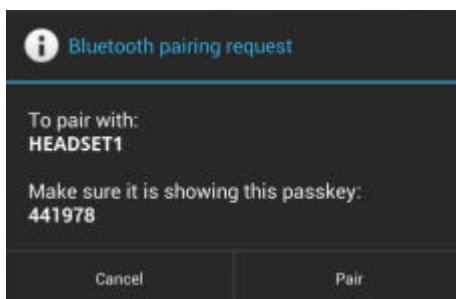 Bluetooth pairing request
To pair with:
HEADSET1
Make sure it is showing this passkey:
441978
Cancel Pair